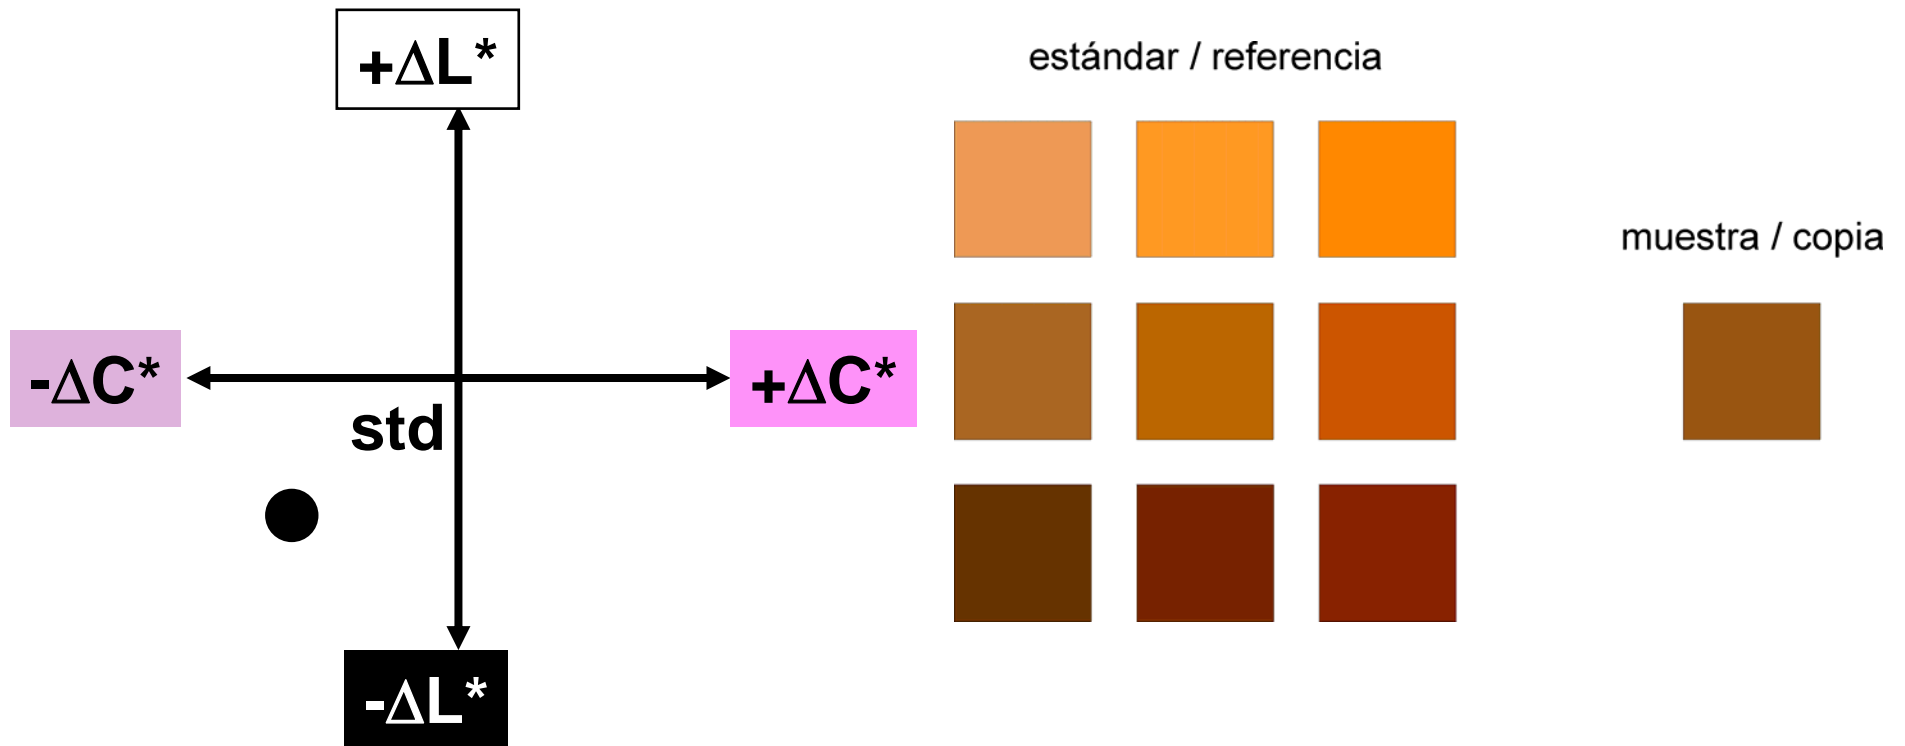 +ΔL*
estándar / referencia
muestra / copia
-ΔC*
+ΔC*
std
-ΔL*